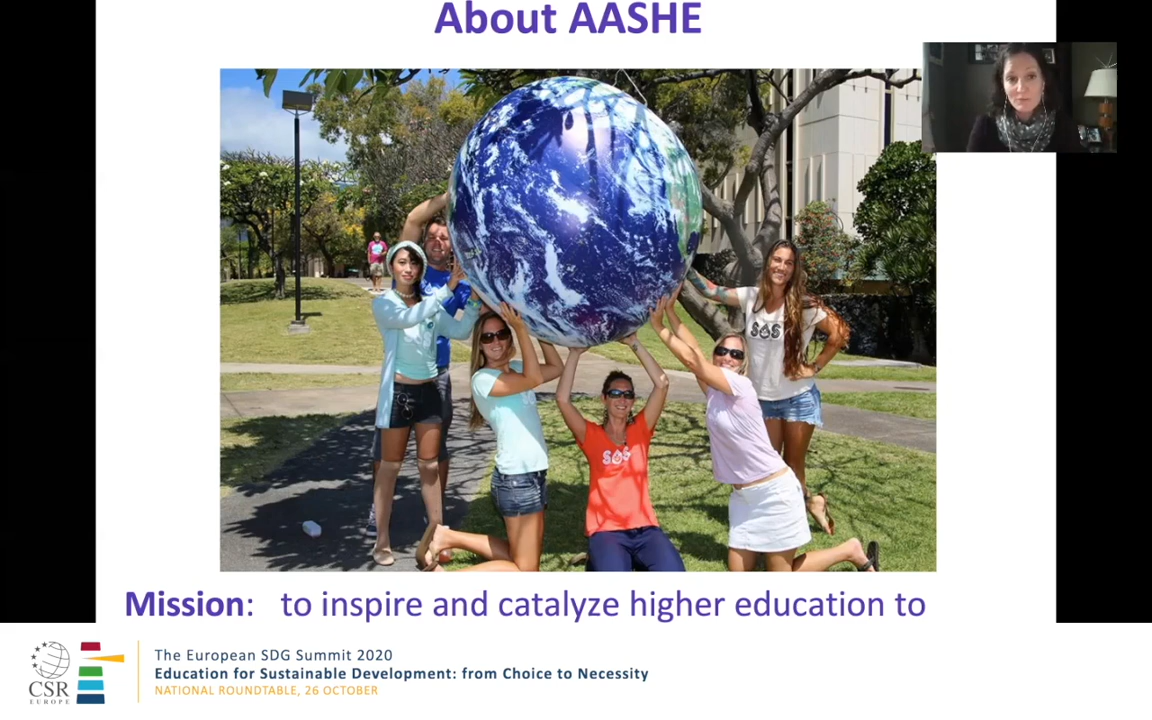 About AASHE
SOS
SOS
Mission: to inspire and catalyze higher education to
CSR
EUROPE
The European SDG Summit 2020
Education for Sustainable Development: from Choice to Necessity
NATIONAL ROUNDTABLE, 26 OCTOBER